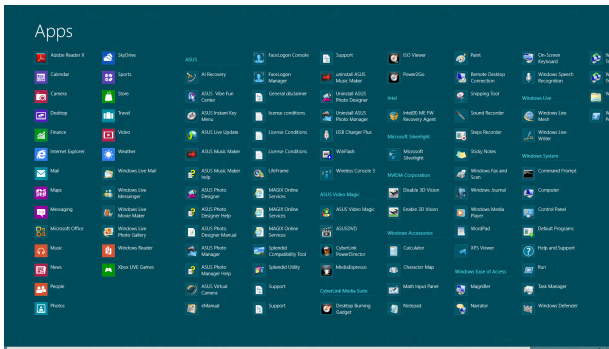 Apps
Adobe Reader X
Calendar
Camera
Desktop
Finance
Internet Explorer
Mail
Maps
Messaging
Microsoft Office
Music
News
People
Photos
SkyDrive
Sports
Store
Travel
Video
Weather
Windows Live Mail
Windows Live
Messenger
Windows Live
Movie Maker
Windows Live
Photo Gallery
Windows Reader
Xbox LIVE Games
ASUS
AI Recovery
ASUS Vibe Fun
Center
ASUS Instant Key
Menu
ASUS Live Update
ASUS Music Maker
ASUS Music Maker
help
ASUS Photo
Designer
ASUS Photo
Designer Help
ASUS Photo
Designer Manual
ASUS Photo
Manager
ASUS Photo
Manager Help
ASUS Virtual
Camera
eManual
FaceLogon Console
FaceLogon
Manager
General disclaimer
license conditions
License Conditions
License Conditions
LifeFrame
MAGIX Online
Services
MAGIX Online
Services
MAGIX Online
Services
Splendid
Compatibility Tool
Splendid Utility
Support
Support
Support
uninstall ASUS
Music Maker
Uninstall ASUS
Photo Designer
Uninstall ASUS
Photo Manager
USB Charger Plus
WinFlash
Wireless Console 3
ASUS Video Magic
ASUS Video Magic
ASUSDVD
CyberLink
PowerDirector
MediaEspresso
CyberLink Media Suite
Desktop Burning
Gadget
ISO Viewer
Power2Go
Intel
Intel(R) ME FW
Recovery Agent
Microsoft Silverlight
Microsoft
Silverlight
NVIDIA Corporation
Disable 3D Vision
Enable 3D Vision
Windows Accessories
Calculator
Character Map
Math Input Panel
Notepad
Paint
Remote Desktop
Connection
Snipping Tool
Sound Recorder
Steps Recorder
Sticky Notes
Windows Fax and
Scan
Windows Journal
Windows Media
Player
WordPad
XPS Viewer
Windows Ease of Access
Magnifier
Narrator
On-Screen
Keyboard
Windows Speech
Recognition
Windows Live
Windows Live
Mesh
Windows Live
Writer
Windows System
Command Prompt
Computer
Control Panel
Default Programs
Help and Support
Run
Task Manager
Windows Defender